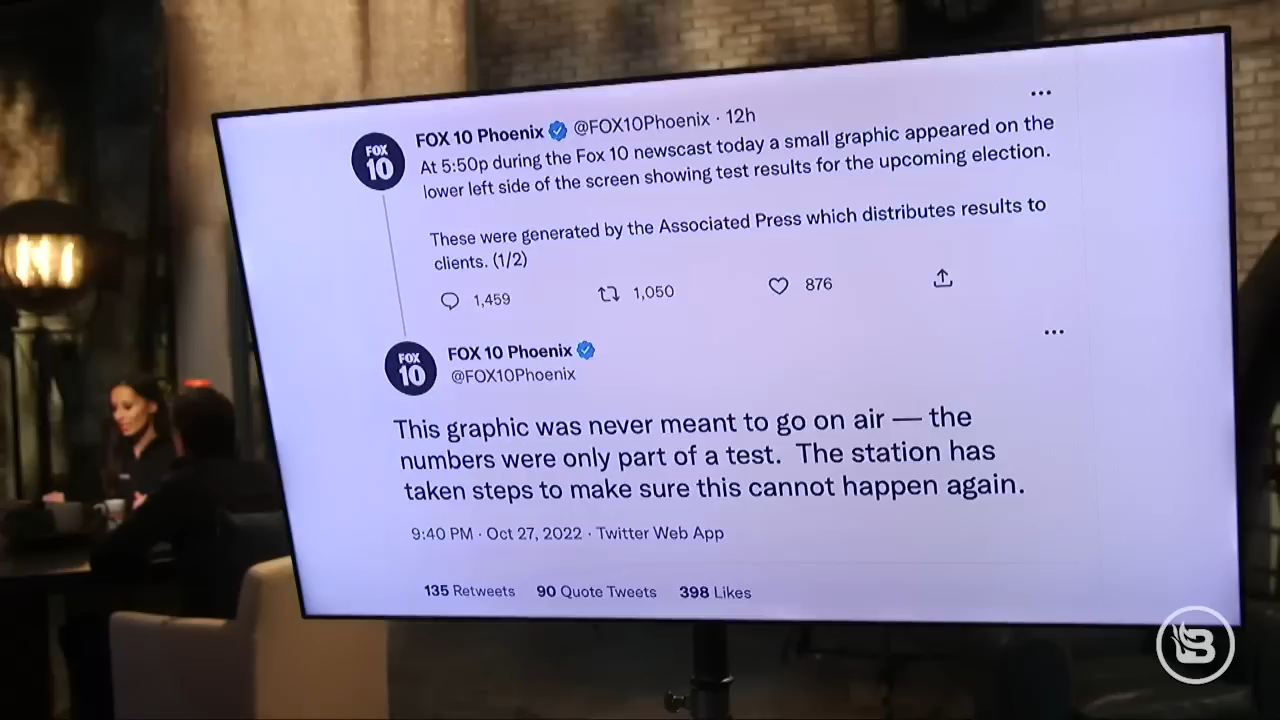 FOX 10 Phoenix @FOX10Phoenix · 12h
FOX
10
At 5:50p during the Fox 10 newscast today a small graphic appeared on the
lower left side of the screen showing test results for the upcoming election.
These were generated by the Associated Press which distributes results to
clients. (1/2)
1,459 1,050 876
FOX 10 Phoenix
@FOX10Phoenix
FOX
10
This graphic was never meant to go on air — the
numbers were only part of a test.  The station has
taken steps to make sure this cannot happen again.
9:40 PM · Oct 27, 2022 · Twitter Web App
135 Retweets 90 Quote Tweets 398 Likes
B